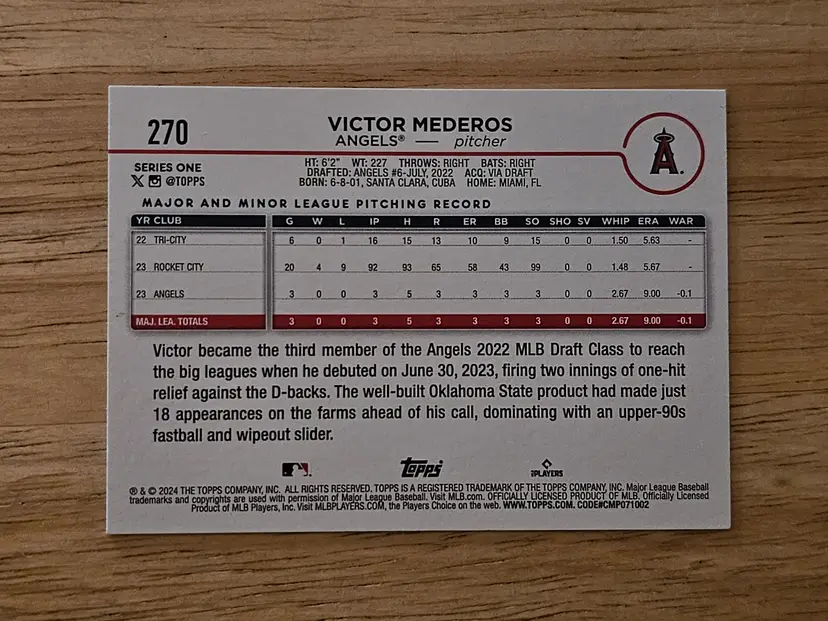 270
VICTOR MEDEROS
ANGELS® — pitcher
A
SERIES ONE
@TOPPS
HT: 6'2" WT: 227 THROWS: RIGHT BATS: RIGHT
DRAFTED: ANGELS #6-JULY, 2022 ACQ: VIA DRAFT
BORN: 6-8-01, SANTA CLARA, CUBA HOME: MIAMI, FL
MAJOR AND MINOR LEAGUE PITCHING RECORD
YR CLUB G W L IP H R ER BB SO SHO SV WHIP ERA WAR
22 TRI-CITY 6 0 1 16 15 13 10 9 15 0 0 1.50 5.63 -
23 ROCKET CITY 20 4 9 92 93 65 58 43 99 0 0 1.48 5.67 -
23 ANGELS 3 0 0 3 5 3 3 3 3 0 0 2.67 9.00 -0.1
MAJ. LEA. TOTALS 3 0 0 3 5 3 3 3 3 0 0 2.67 9.00 -0.1
Victor became the third member of the Angels 2022 MLB Draft Class to reach
the big leagues when he debuted on June 30, 2023, firing two innings of one-hit
relief against the D-backs. The well-built Oklahoma State product had made just
18 appearances on the farms ahead of his call, dominating with an upper-90s
fastball and wipeout slider.
Topps
PLAYERS
® & © 2024 THE TOPPS COMPANY, INC. ALL RIGHTS RESERVED. TOPPS IS A REGISTERED TRADEMARK OF THE TOPPS COMPANY, INC. Major League Baseball
trademarks and copyrights are used with permission of Major League Baseball. Visit MLB.com. OFFICIALLY LICENSED PRODUCT OF MLB. Officially Licensed
Product of MLB Players, Inc. Visit MLBPLAYERS.COM, the Players Choice on the web. WWW.TOPPS.COM. CODE#CMP071002